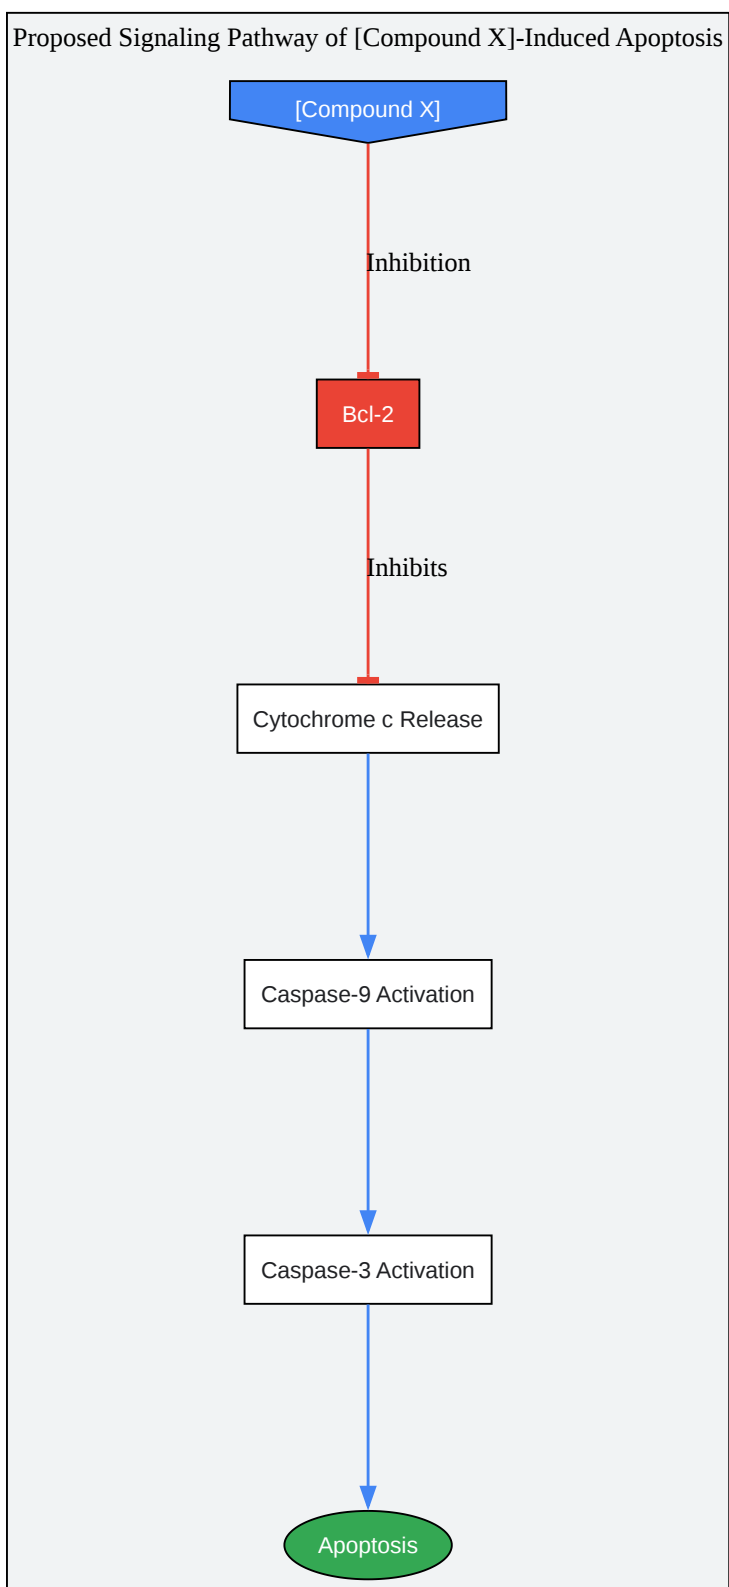 Proposed Signaling Pathway of [Compound X]-Induced Apoptosis
[Compound X]
Inhibition
Bcl-2
Inhibits
Cytochrome c Release
Caspase-9 Activation
Caspase-3 Activation
Apoptosis